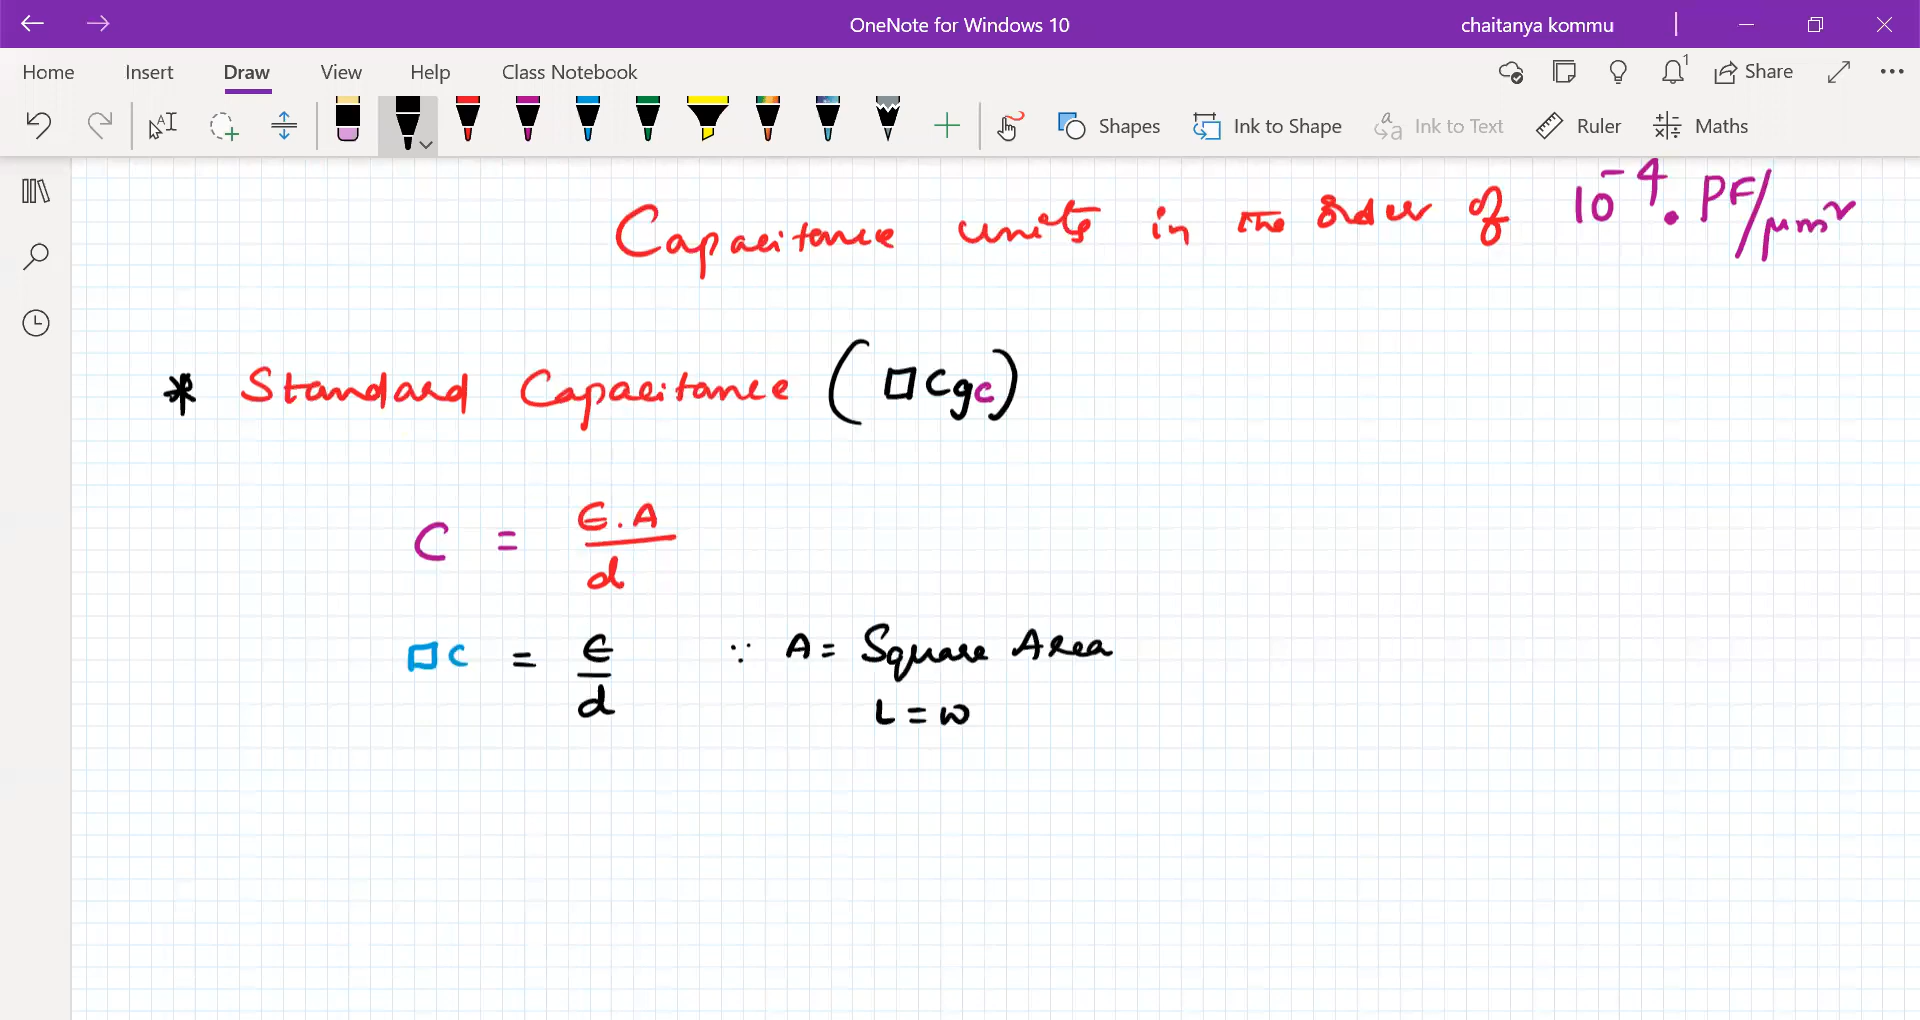 OneNote for Windows 10
chaitanya kommu
Home Insert Draw View Help Class Notebook
1 Share
Shapes Ink to Shape Ink to Text Ruler Maths
Capacitance units in the order of 10⁻⁴. PF/μm²
* Standard Capacitance (□Cgc)
C = ∈.A/d
□C = ∈/d ∵ A = Square Area
L = W